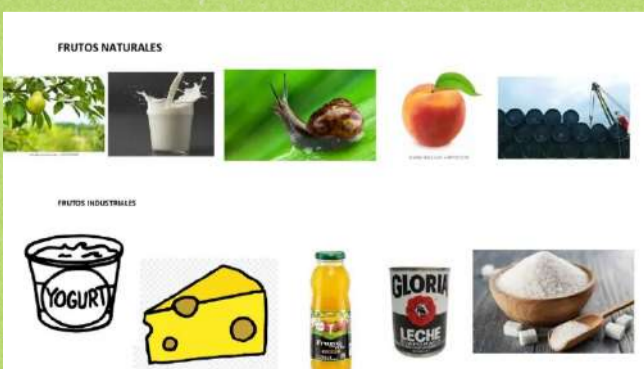 FRUTOS NATURALES
FRUTOS INDUSTRIALES
YOGURT
GLORIA
LECHE